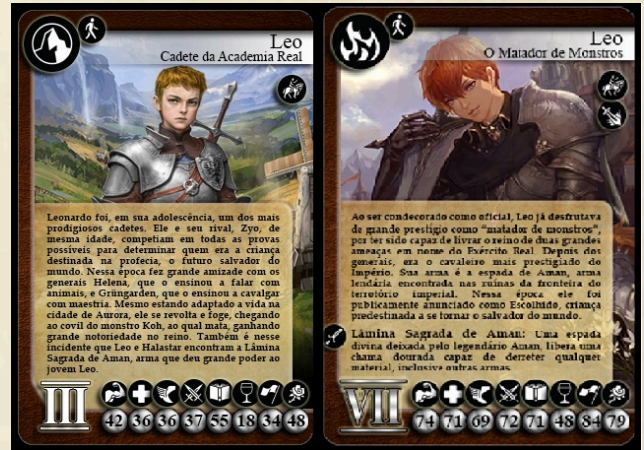 Leo
Cadete da Academia Real
Leonardo foi, em sua adolescência, um dos mais
prodigiosos cadetes. Ele e seu rival, Zyo, de
mesma idade, competiam em todas as provas
possíveis para determinar quem era a criança
destinada na profecia, o futuro salvador do
mundo. Nessa época fez grande amizade com os
generais Helena, que o ensinou a falar com
animais, e Grüngarden, que o ensinou a cavalgar
com maestria. Mesmo estando adaptado a vida na
cidade de Aurora, ele se revolta e foge, chegando
ao covil do monstro Koh, ao qual mata, ganhando
grande notoriedade no reino. Também é nesse
incidente que Leo e Halastar encontram a Lâmina
Sagrada de Aman, arma que deu grande poder ao
jovem Leo.
III
42 36 36 37 55 18 34 48
Leo
O Matador de Monstros
Ao ser condecorado como oficial, Leo já desfrutava
de grande prestígio como "matador de monstros",
por ter sido capaz de livrar o reino de duas grandes
ameaças em nome do Exército Real. Depois dos
generais, era o cavaleiro mais prestigiado do
Império. Sua arma é a espada de Aman, arma
lendária encontrada nas ruínas da fronteira do
território imperial. Nessa época ele foi
publicamente anunciado como Escolhido, criança
predestinada a se tornar o salvador do mundo.
Lâmina Sagrada de Aman: Uma espada
divina deixada pelo legendário Aman, libera uma
chama dourada capaz de derreter qualquer
material, inclusive outras armas.
VII
74 71 69 72 71 48 84 79